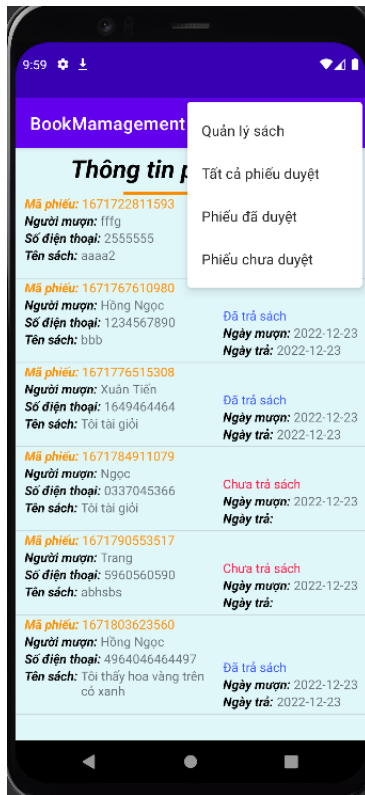 9:59
BookMamagement
Quản lý sách
Tất cả phiếu duyệt
Phiếu đã duyệt
Phiếu chưa duyệt
Thông tin
Mã phiếu: 1671722811593
Người mượn: fffg
Số điện thoại: 2555555
Tên sách: aaaa2
Mã phiếu: 1671767610980
Người mượn: Hồng Ngọc
Số điện thoại: 1234567890
Tên sách: bbb
Đã trả sách
Ngày mượn: 2022-12-23
Ngày trả: 2022-12-23
Mã phiếu: 1671776515308
Người mượn: Xuân Tiến
Số điện thoại: 1649464464
Tên sách: Tôi tài giỏi
Đã trả sách
Ngày mượn: 2022-12-23
Ngày trả: 2022-12-23
Mã phiếu: 1671784911079
Người mượn: Ngọc
Số điện thoại: 0337045366
Tên sách: Tôi tài giỏi
Chưa trả sách
Ngày mượn: 2022-12-23
Ngày trả:
Mã phiếu: 1671790553517
Người mượn: Trang
Số điện thoại: 5960560590
Tên sách: abhsbs
Chưa trả sách
Ngày mượn: 2022-12-23
Ngày trả:
Mã phiếu: 1671803623560
Người mượn: Hồng Ngọc
Số điện thoại: 4964046464497
Tên sách: Tôi thấy hoa vàng trên
cỏ xanh
Đã trả sách
Ngày mượn: 2022-12-23
Ngày trả: 2022-12-23